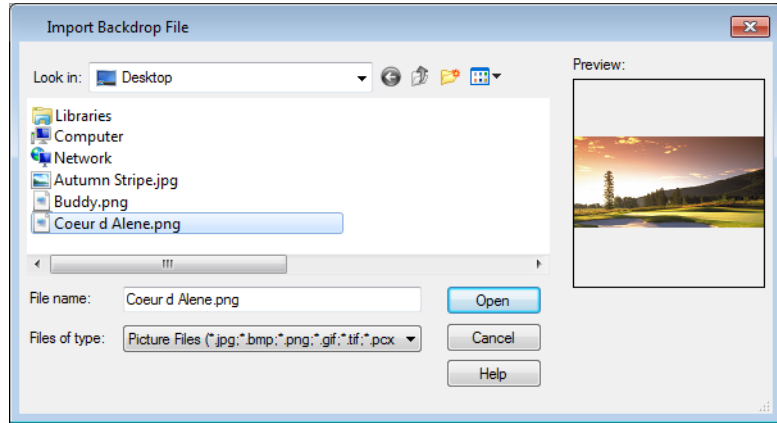 Import Backdrop File
Look in: Desktop
Preview:
Libraries
Computer
Network
Autumn Stripe.jpg
Buddy.png
Coeur d Alene.png
File name: Coeur d Alene.png Open
Files of type: Picture Files (*.jpg;*.bmp;*.png;*.gif;*.tif;*.pcx Cancel
Help